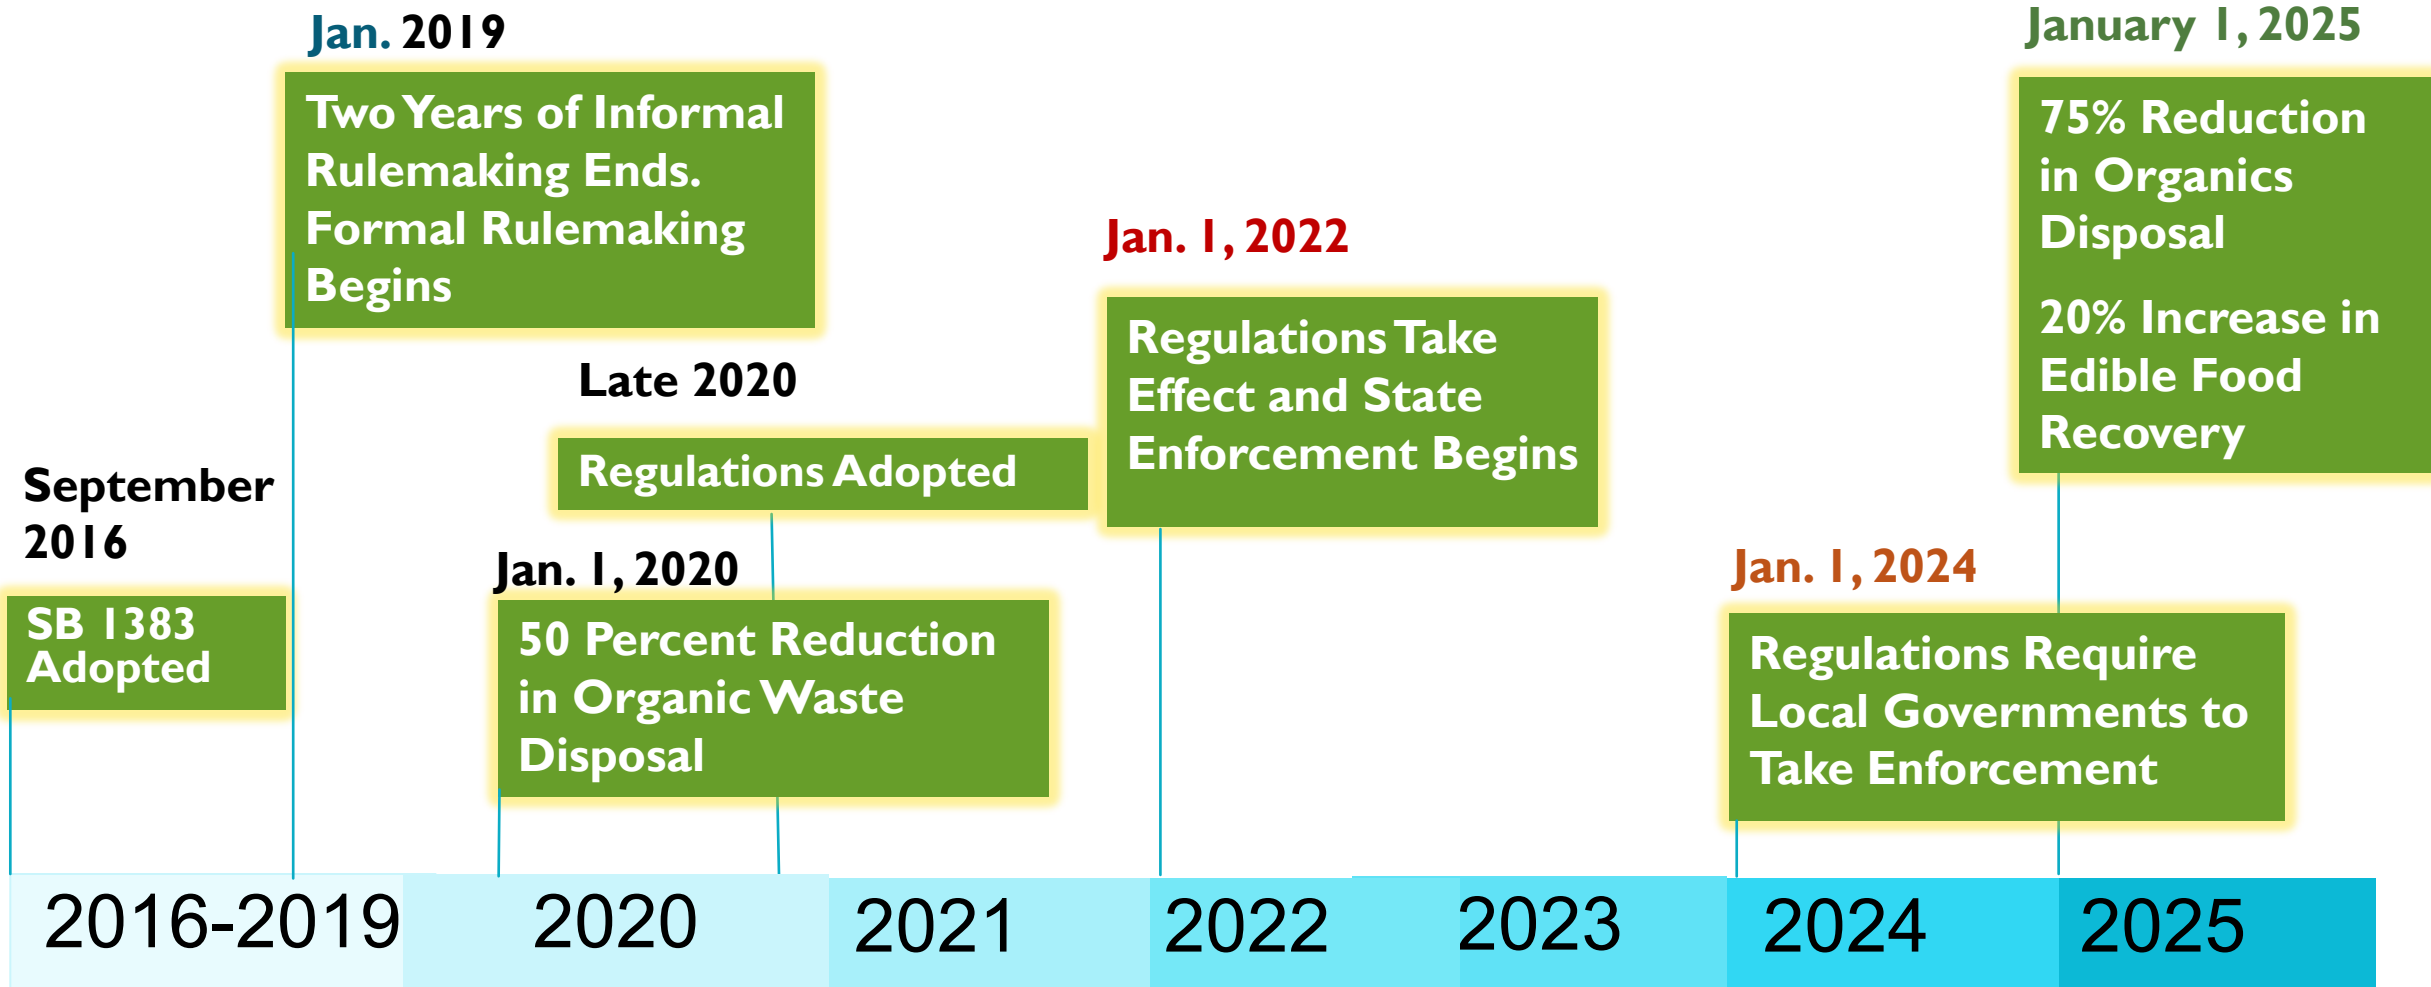 Jan. 2019
Two Years of Informal
Rulemaking Ends.
Formal Rulemaking
Begins
January 1, 2025
75% Reduction
in Organics
Disposal
20% Increase in
Edible Food
Recovery
Jan. 1, 2022
Regulations Take
Effect and State
Enforcement Begins
Late 2020
Regulations Adopted
September
2016
SB 1383
Adopted
Jan. 1, 2020
50 Percent Reduction
in Organic Waste
Disposal
Jan. 1, 2024
Regulations Require
Local Governments to
Take Enforcement
2016-2019
2020
2021
2022
2023
2024
2025